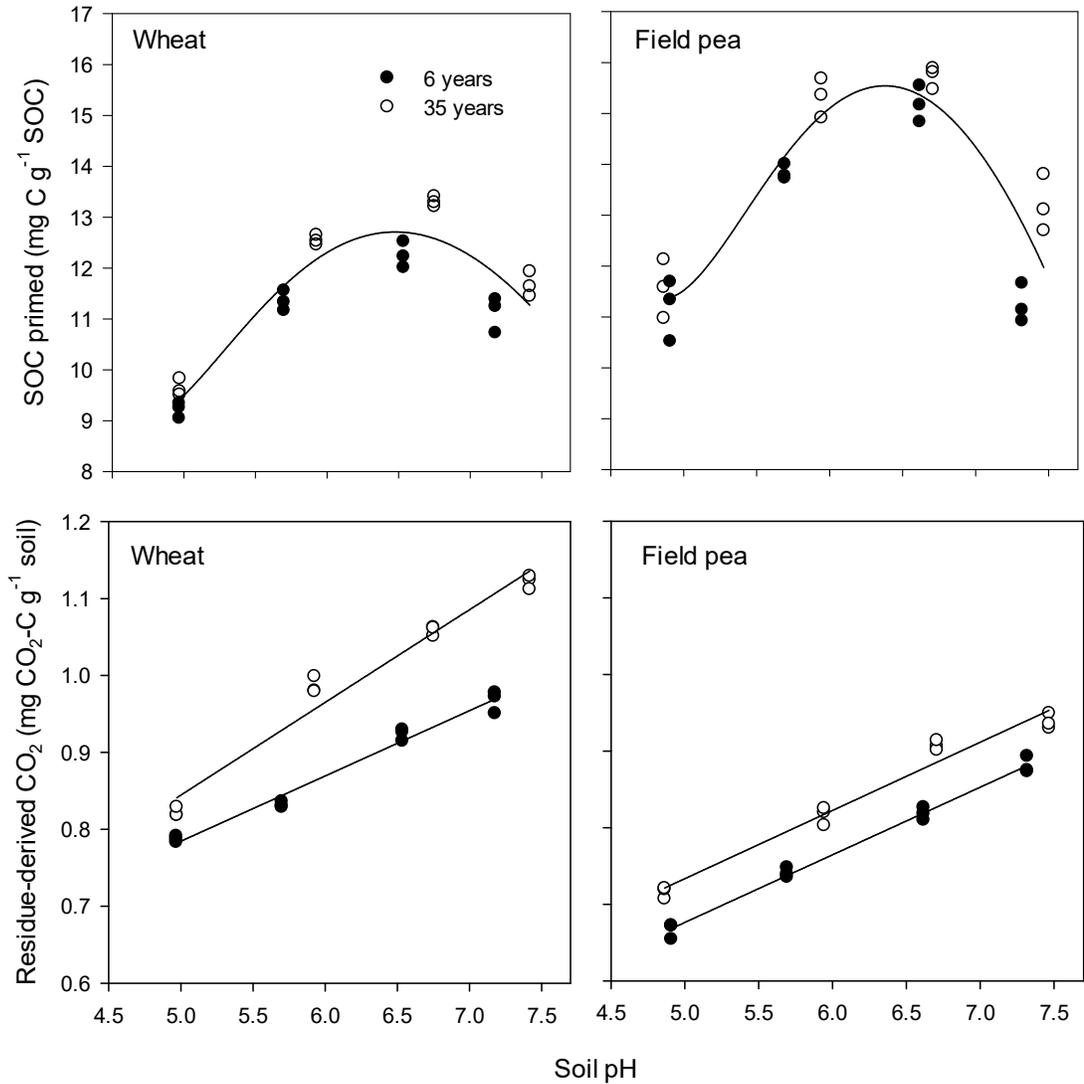 Wheat
Field pea
6 years
35 years
SOC primed (mg C g⁻¹ SOC)
17
16
15
14
13
12
11
10
9
8
Wheat
Field pea
Residue-derived CO₂ (mg CO₂-C g⁻¹ soil)
1.2
1.1
1.0
0.9
0.8
0.7
0.6
4.5 5.0 5.5 6.0 6.5 7.0 7.5
4.5 5.0 5.5 6.0 6.5 7.0 7.5
Soil pH